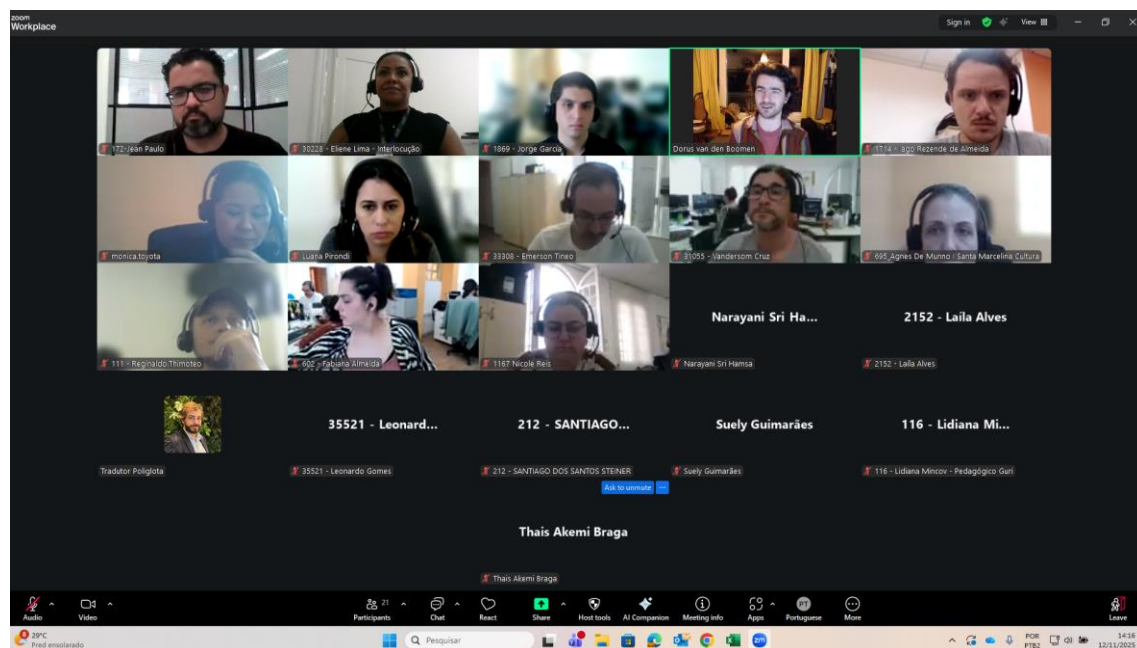 zoom
Workplace
Sign in
View
172-Jean Paulo
30228 - Eliene Lima - Interlocução
1869 - Jorge García
Dorus van den Boomen
1714 - Iago Rezende de Almeida
monica.toyota
Luana Pirondi
33308 - Emerson Tineo
31055 - Vandersom Cruz
695_Agnes De Munno | Santa Marcelina Cultura
111 - Reginaldo Thimoteo
602 - Fabiana Almeida
1167 Nicole Reis
Narayani Sri Ha...
Narayani Sri Hamsa
2152 - Laíla Alves
2152 - Laíla Alves
Tradutor Poliglota
35521 - Leonard...
35521 - Leonardo Gomes
212 - SANTIAGO...
212 - SANTIAGO DOS SANTOS STEINER
Suely Guimarães
Suely Guimarães
116 - Lidiana Mi...
116 - Lidiana Mincov - Pedagógico Guri
Ask to unmute
Thais Akemi Braga
Thais Akemi Braga
Audio
Video
21
Participants
Chat
React
Share
Host tools
AI Companion
Meeting info
Apps
PT
Portuguese
More
Leave
29°C
Pred ensolarado
Pesquisar
zm
POR
PTB2
14:16
12/11/2025